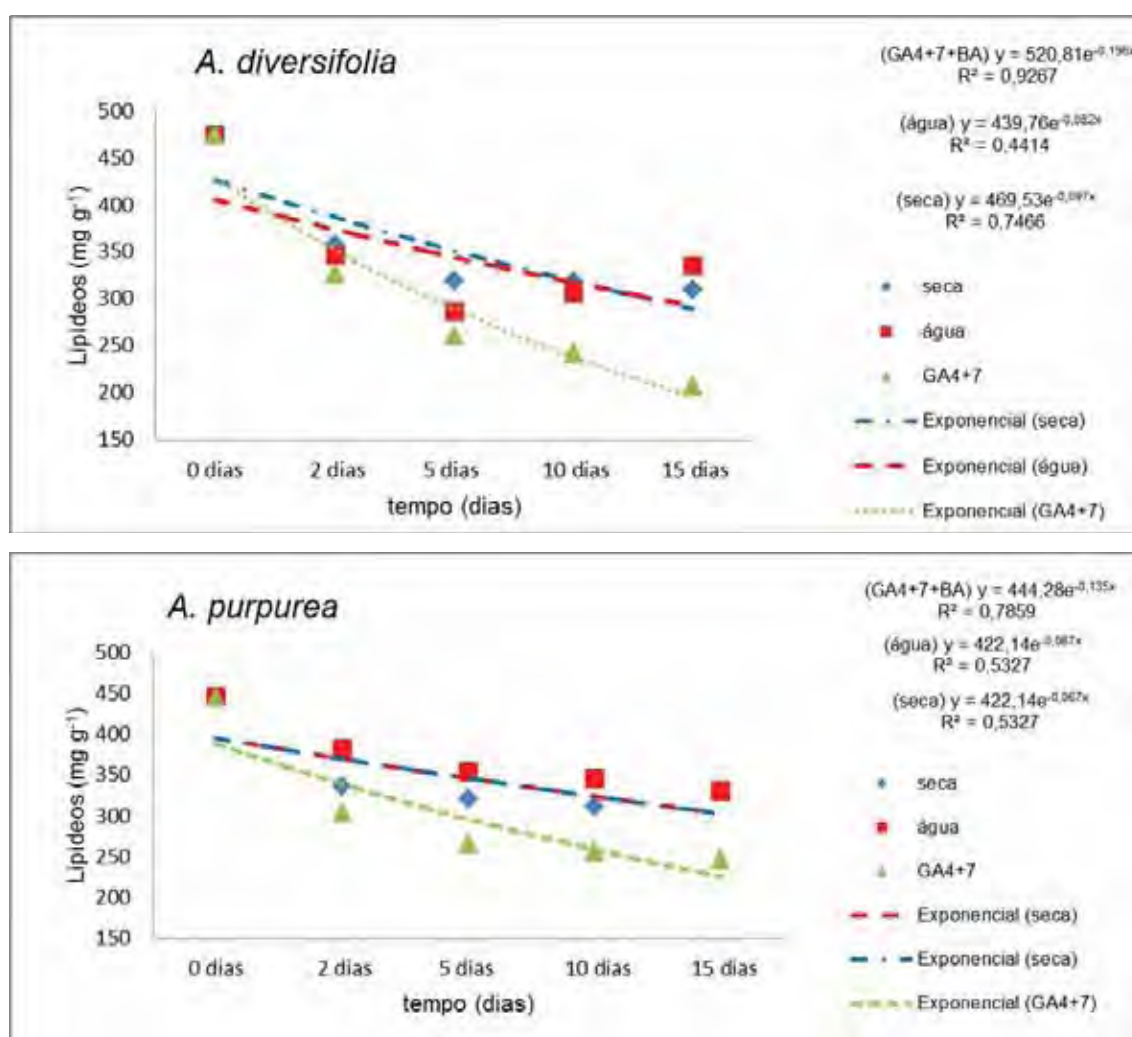 A. diversifolia
(GA4+7+BA) y = 520,81e-0,196x
R² = 0,9267
(água) y = 439,76e-0,082x
R² = 0,4414
(seca) y = 469,53e-0,097x
R² = 0,7466
Lipídeos (mg g-1)
500
450
400
350
300
250
200
150
0 dias 2 dias 5 dias 10 dias 15 dias
tempo (dias)
seca
água
GA4+7
Exponencial (seca)
Exponencial (água)
Exponencial (GA4+7)
A. purpurea
(GA4+7+BA) y = 444,28e-0,135x
R² = 0,7859
(água) y = 422,14e-0,067x
R² = 0,5327
(seca) y = 422,14e-0,067x
R² = 0,5327
Lipídeos (mg g-1)
500
450
400
350
300
250
200
150
0 dias 2 dias 5 dias 10 dias 15 dias
tempo (dias)
seca
água
GA4+7
Exponencial (seca)
Exponencial (seca)
Exponencial (GA4+7)